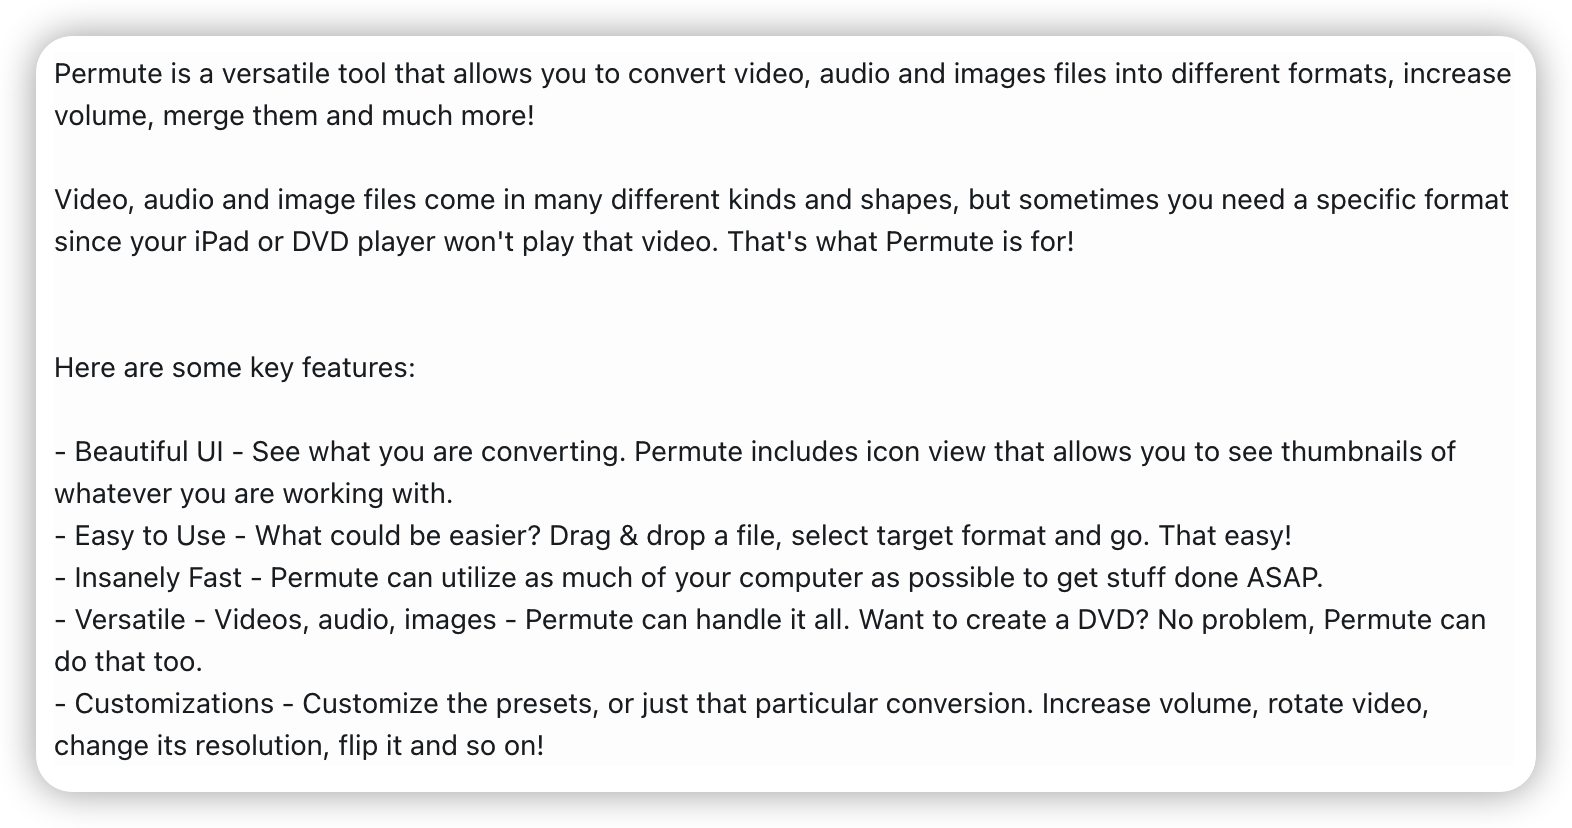 Permute is a versatile tool that allows you to convert video, audio and images files into different formats, increase
volume, merge them and much more!
Video, audio and image files come in many different kinds and shapes, but sometimes you need a specific format
since your iPad or DVD player won't play that video. That's what Permute is for!
Here are some key features:
- Beautiful UI - See what you are converting. Permute includes icon view that allows you to see thumbnails of
whatever you are working with.
- Easy to Use - What could be easier? Drag & drop a file, select target format and go. That easy!
- Insanely Fast - Permute can utilize as much of your computer as possible to get stuff done ASAP.
- Versatile - Videos, audio, images - Permute can handle it all. Want to create a DVD? No problem, Permute can
do that too.
- Customizations - Customize the presets, or just that particular conversion. Increase volume, rotate video,
change its resolution, flip it and so on!